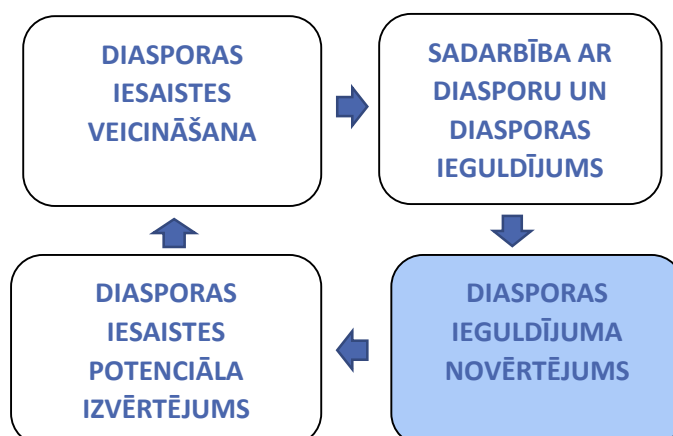 DIASPORAS
IESAISTES
VEICINĀŠANA
SADARBĪBA AR
DIASPORU UN
DIASPORAS
IEGULDĪJUMS
DIASPORAS
IESAISTES
POTENCIĀLA
IZVĒRTĒJUMS
DIASPORAS
IEGULDĪJUMA
NOVĒRTĒJUMS